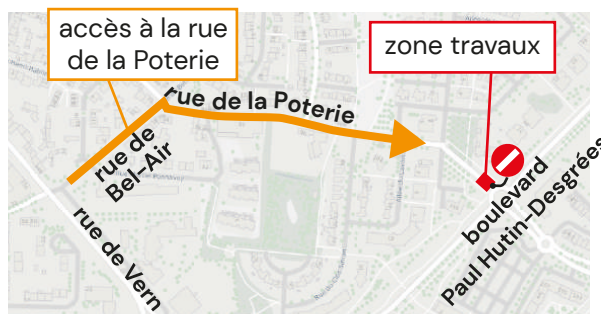 accès à la rue
de la Poterie
zone travaux
rue de la Poterie
rue de
Bel-Air
rue de Vern
boulevard
Paul Hutin-Desgrées